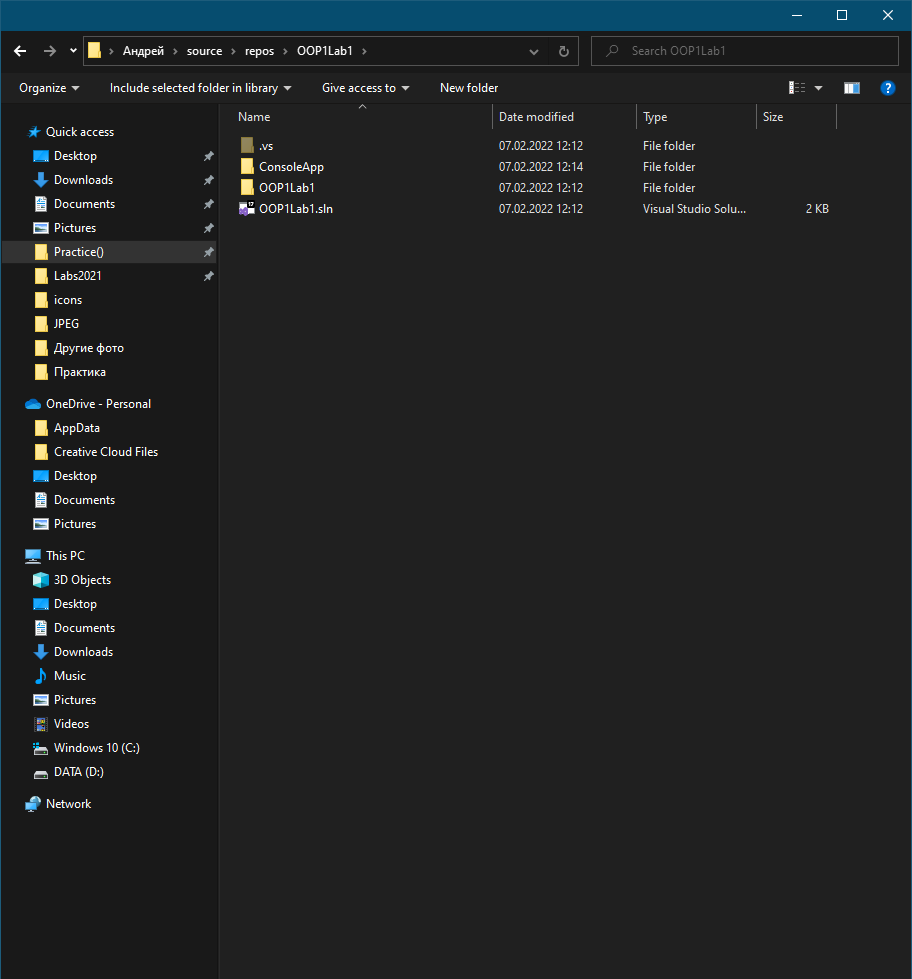 Андрей source repos OOP1Lab1 Search OOP1Lab1
Organize Include selected folder in library Give access to New folder
Name Date modified Type Size
.vs 07.02.2022 12:12 File folder
ConsoleApp 07.02.2022 12:14 File folder
OOP1Lab1 07.02.2022 12:12 File folder
OOP1Lab1.sln 07.02.2022 12:12 Visual Studio Solu... 2 KB
Quick access
Desktop
Downloads
Documents
Pictures
Practice()
Labs2021
icons
JPEG
Другие фото
Практика
OneDrive - Personal
AppData
Creative Cloud Files
Desktop
Documents
Pictures
This PC
3D Objects
Desktop
Documents
Downloads
Music
Pictures
Videos
Windows 10 (C:)
DATA (D:)
Network